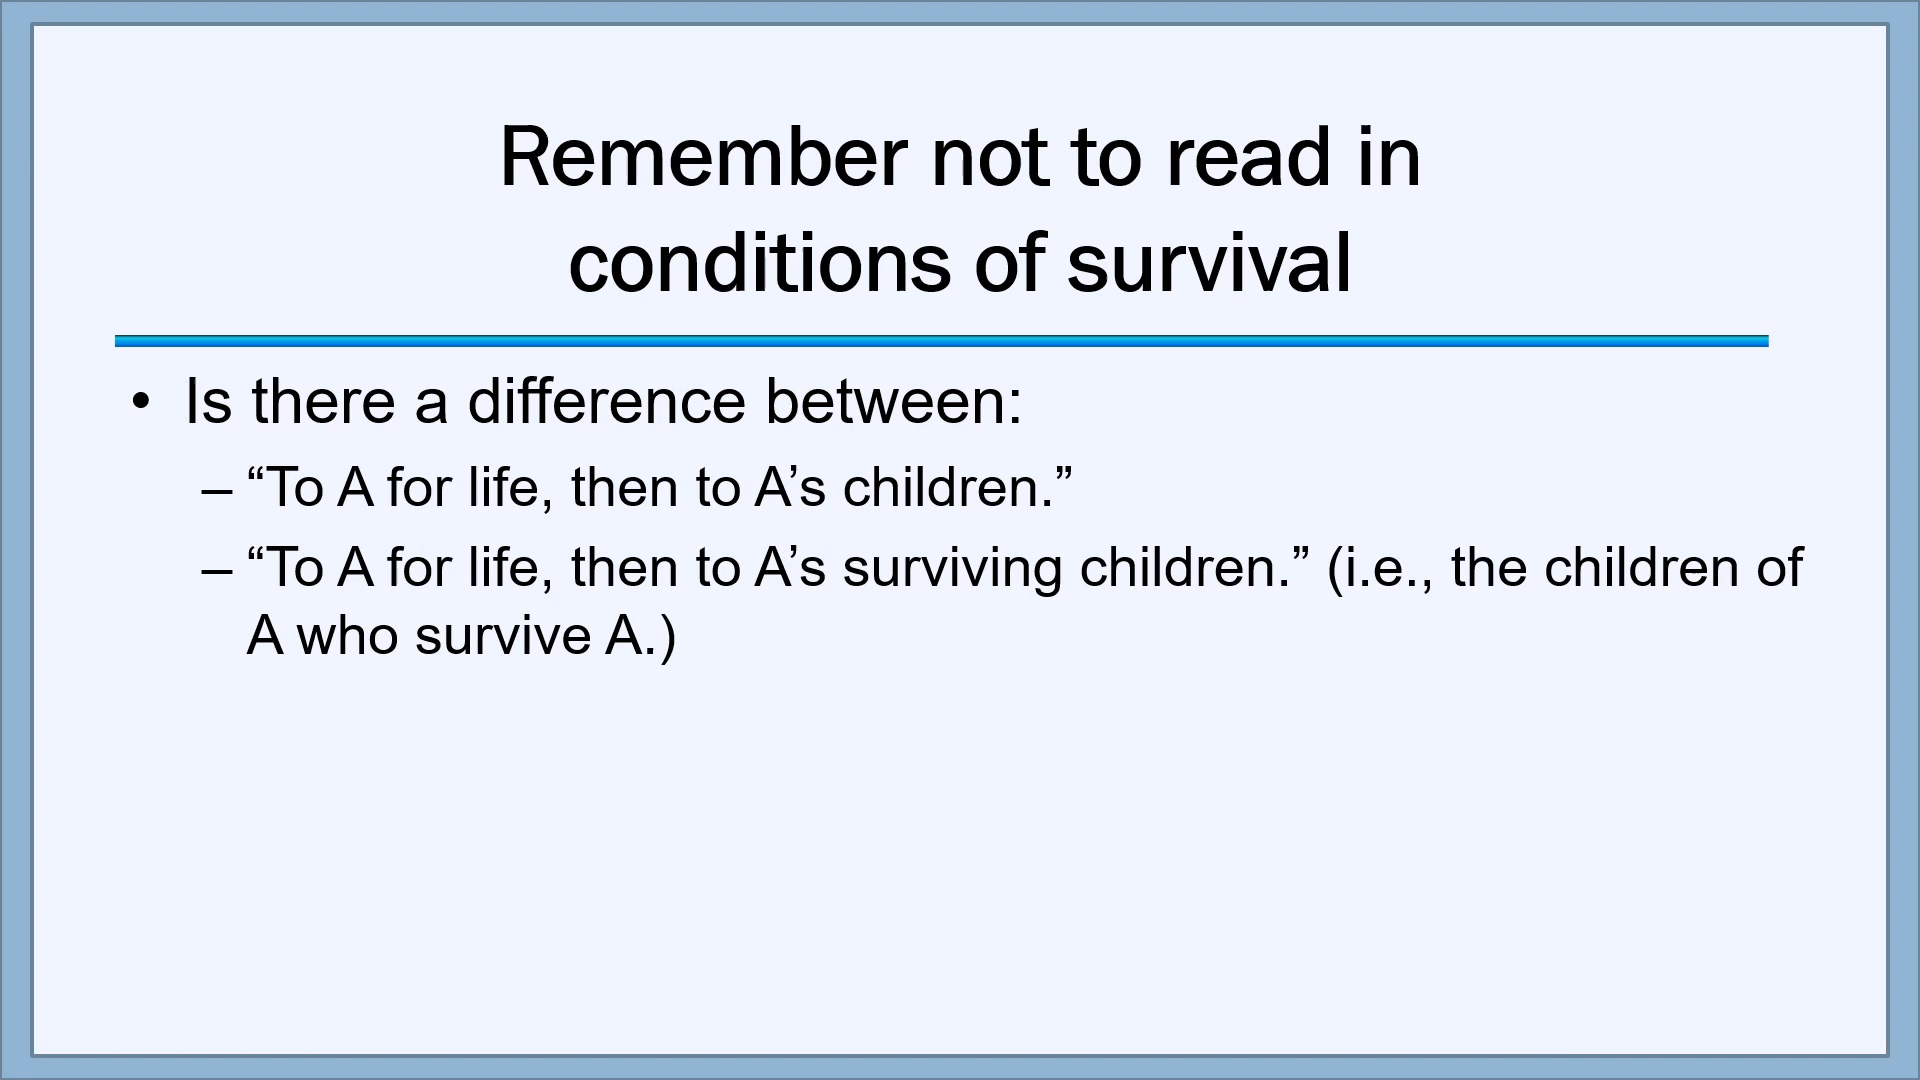 Remember not to read in
conditions of survival
• Is there a difference between:
– “To A for life, then to A’s children.”
– “To A for life, then to A’s surviving children.” (i.e., the children of
A who survive A.)